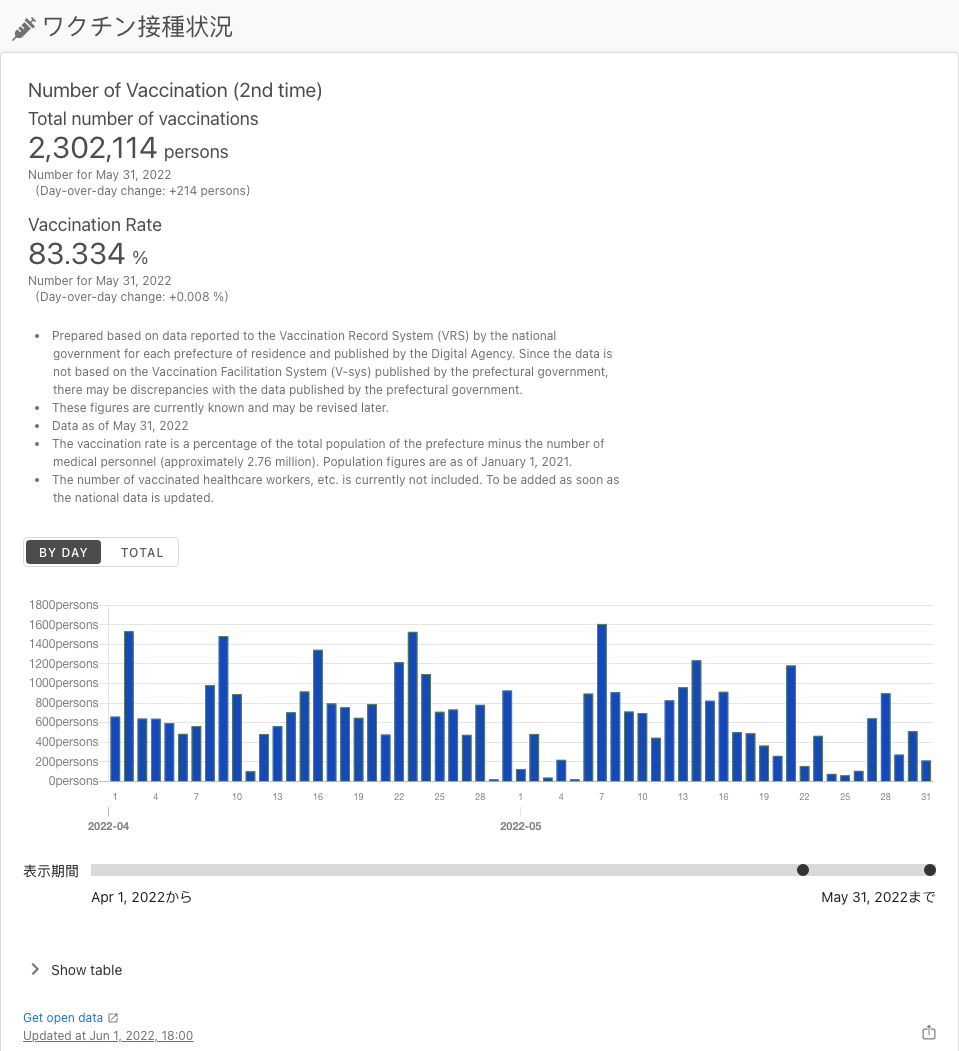 ワクチン接種状況
Number of Vaccination (2nd time)
Total number of vaccinations
2,302,114 persons
Number for May 31, 2022
(Day-over-day change: +214 persons)
Vaccination Rate
83.334 %
Number for May 31, 2022
(Day-over-day change: +0.008 %)
• Prepared based on data reported to the Vaccination Record System (VRS) by the national
government for each prefecture of residence and published by the Digital Agency. Since the data is
not based on the Vaccination Facilitation System (V-sys) published by the prefectural government,
there may be discrepancies with the data published by the prefectural government.
• These figures are currently known and may be revised later.
• Data as of May 31, 2022
• The vaccination rate is a percentage of the total population of the prefecture minus the number of
medical personnel (approximately 2.76 million). Population figures are as of January 1, 2021.
• The number of vaccinated healthcare workers, etc. is currently not included. To be added as soon as
the national data is updated.
BY DAY TOTAL
1800persons
1600persons
1400persons
1200persons
1000persons
800persons
600persons
400persons
200persons
0persons
1 4 7 10 13 16 19 22 25 28 1 4 7 10 13 16 19 22 25 28 31
2022-04 2022-05
表示期間
Apr 1, 2022から May 31, 2022まで
Show table
Get open data
Updated at Jun 1, 2022, 18:00